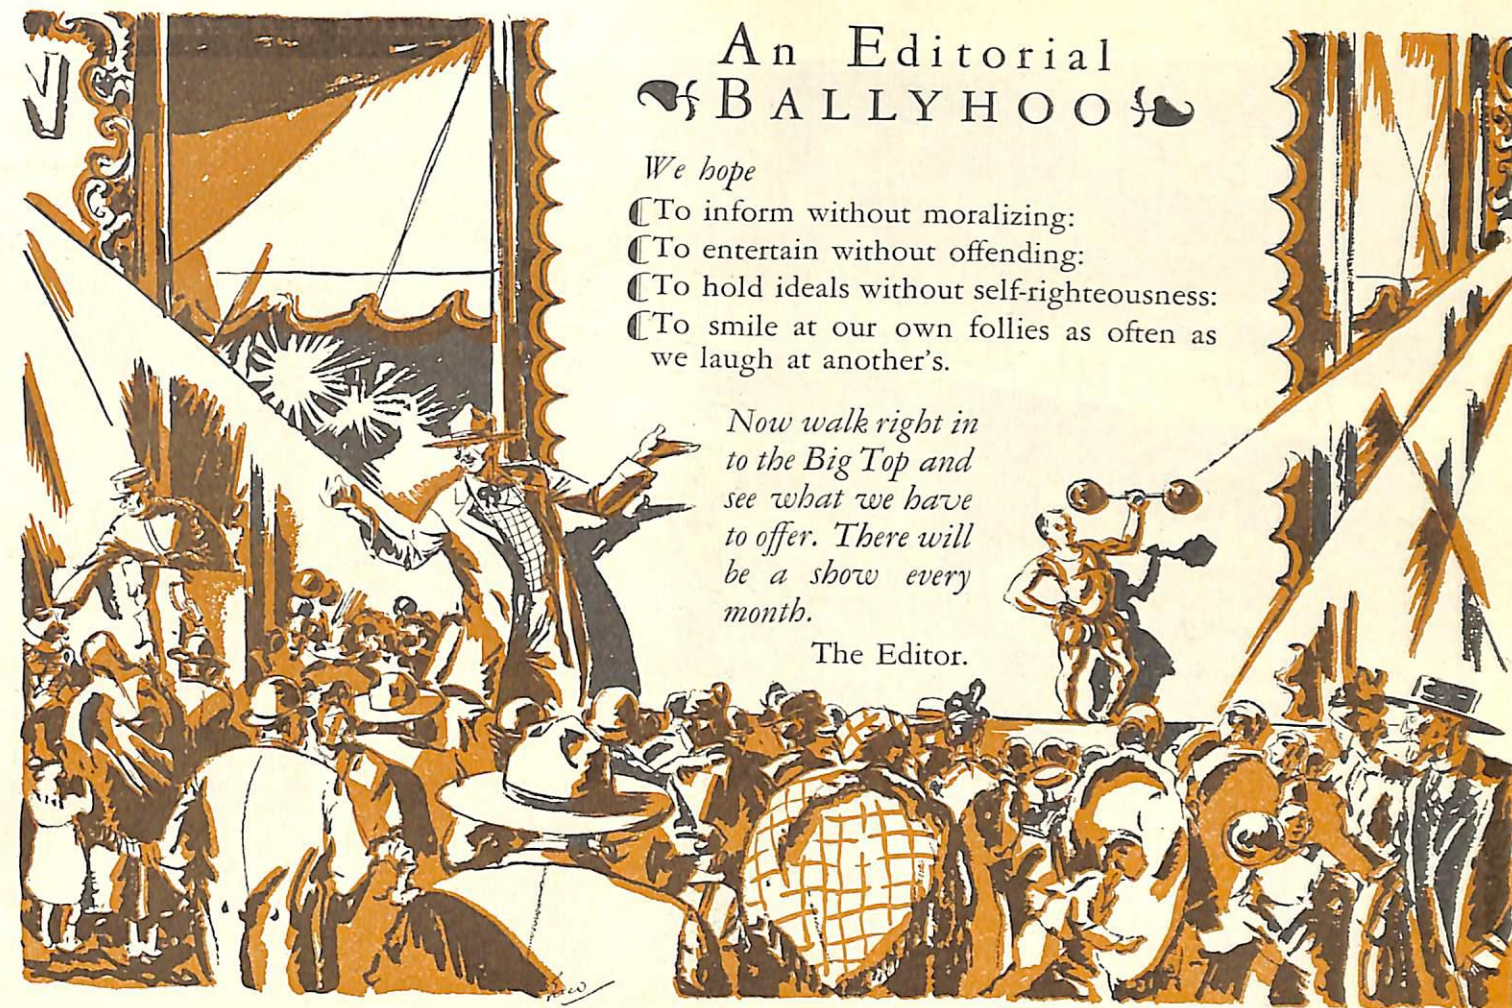 An Editorial
BALLYHOO
We hope
To inform without moralizing:
To entertain without offending:
To hold ideals without self-righteousness:
To smile at our own follies as often as
we laugh at another's.
Now walk right in
to the Big Top and
see what we have
to offer. There will
be a show every
month.
The Editor.